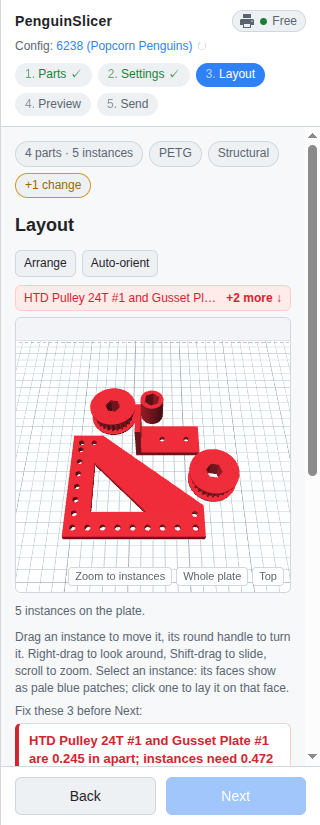 PenguinSlicer
Free
Config: 6238 (Popcorn Penguins)
1. Parts ✓
2. Settings ✓
3. Layout
4. Preview
5. Send
4 parts · 5 instances
PETG
Structural
+1 change
Layout
Arrange
Auto-orient
HTD Pulley 24T #1 and Gusset Pl... +2 more ↓
Zoom to instances
Whole plate
Top
5 instances on the plate.
Drag an instance to move it, its round handle to turn
it. Right-drag to look around, Shift-drag to slide,
scroll to zoom. Select an instance: its faces show
as pale blue patches; click one to lay it on that face.
Fix these 3 before Next:
HTD Pulley 24T #1 and Gusset Plate #1
are 0.245 in apart; instances need 0.472
Back
Next